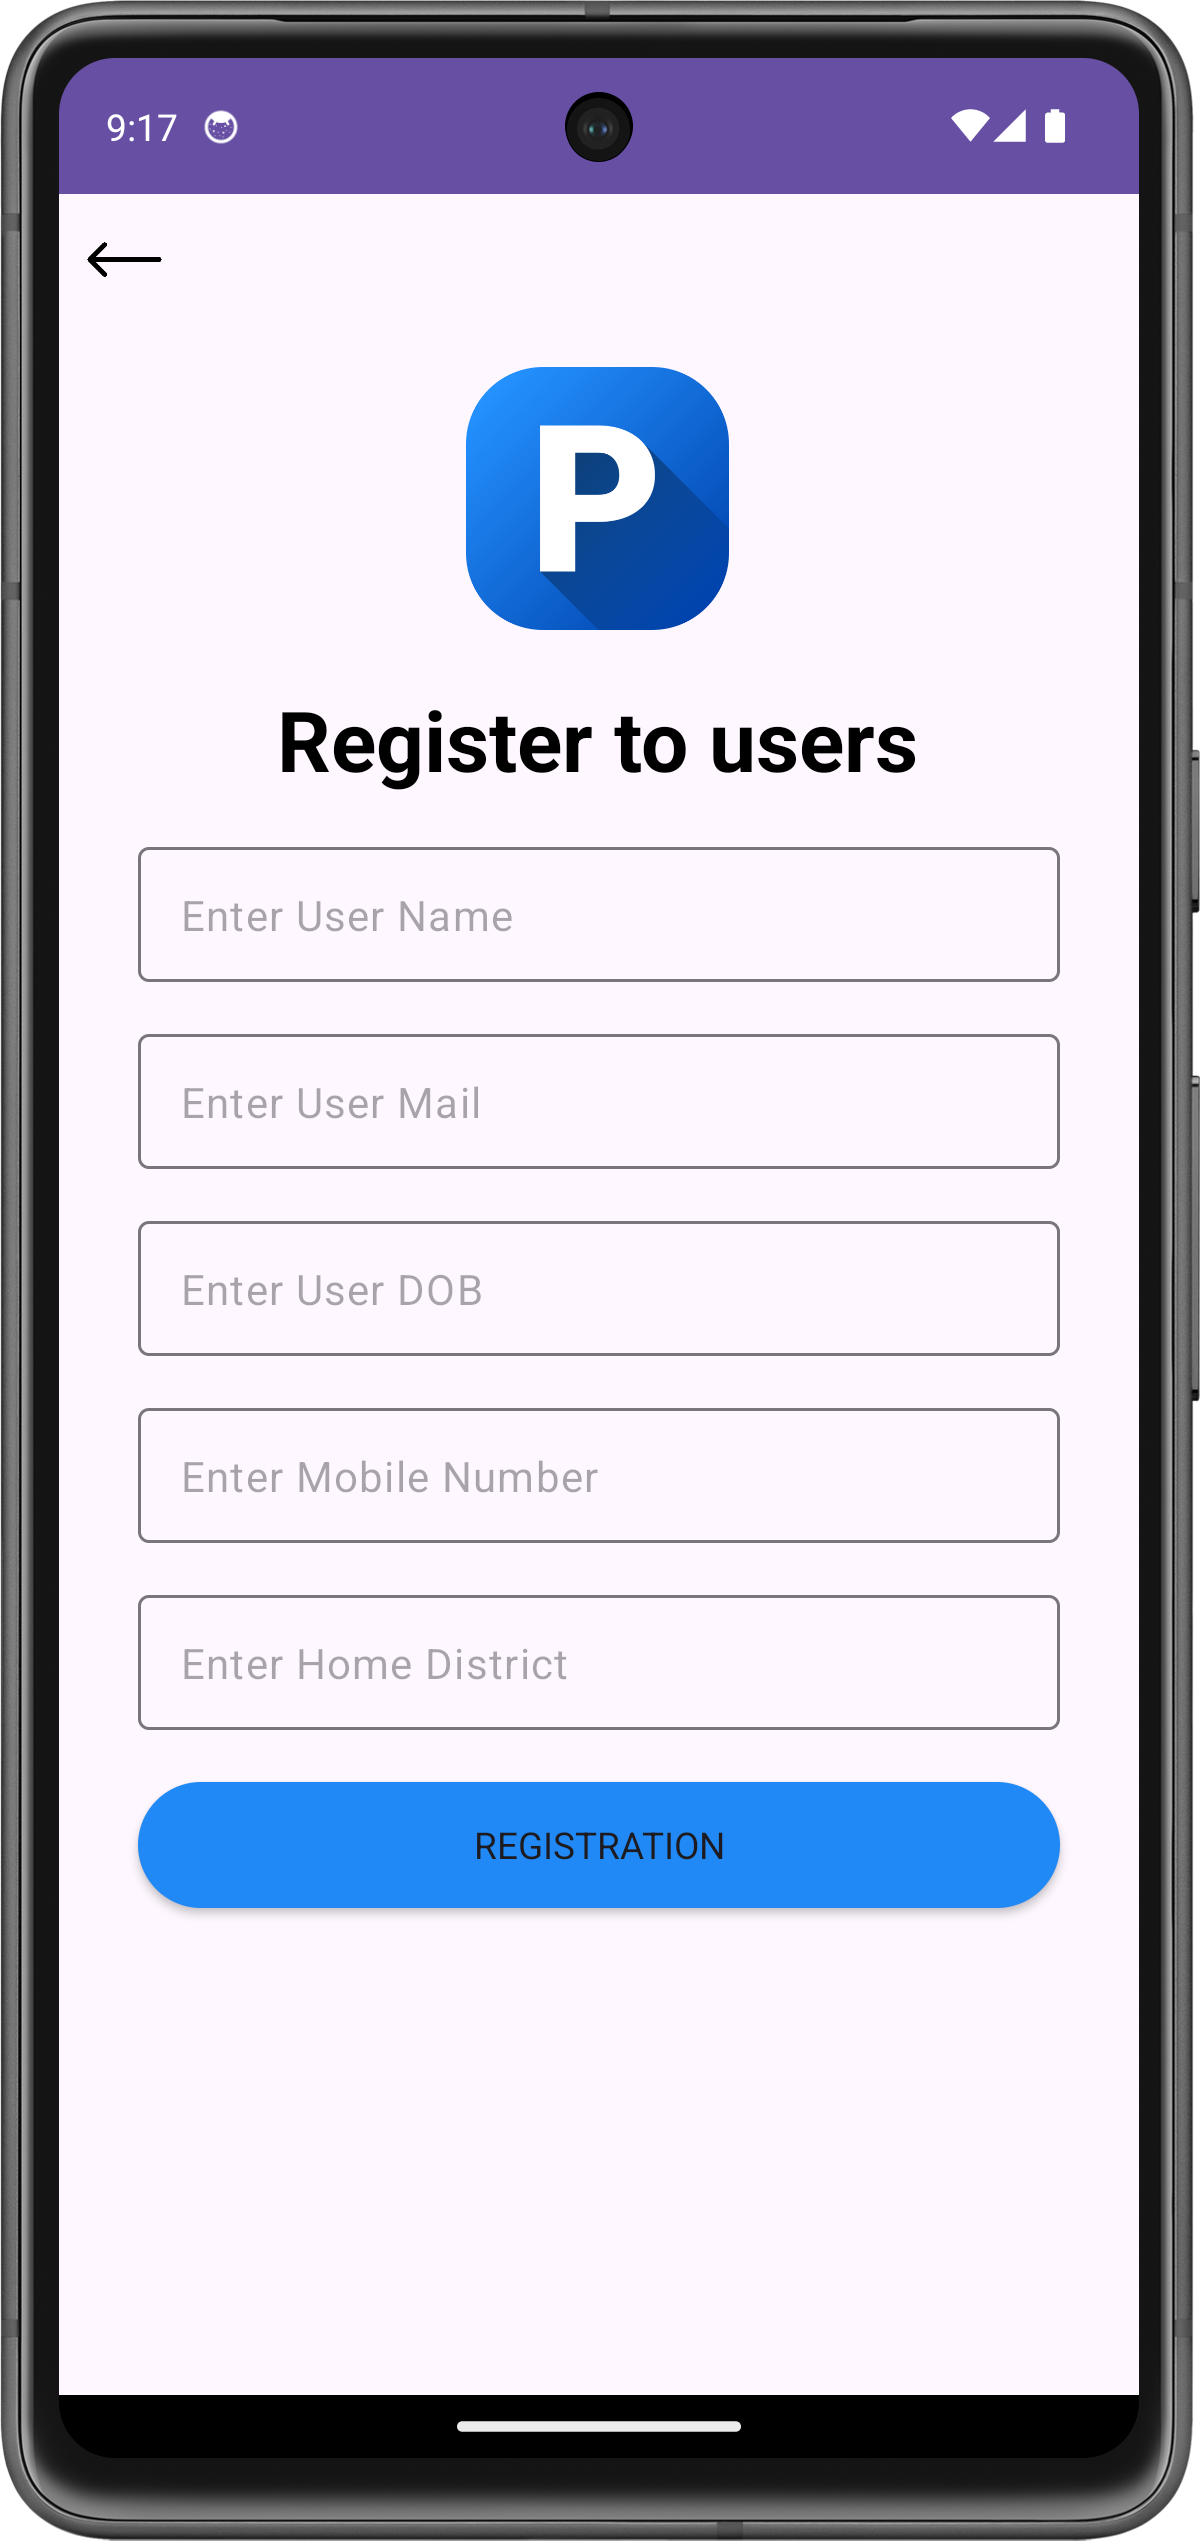 9:17
P
Register to users
Enter User Name
Enter User Mail
Enter User DOB
Enter Mobile Number
Enter Home District
REGISTRATION